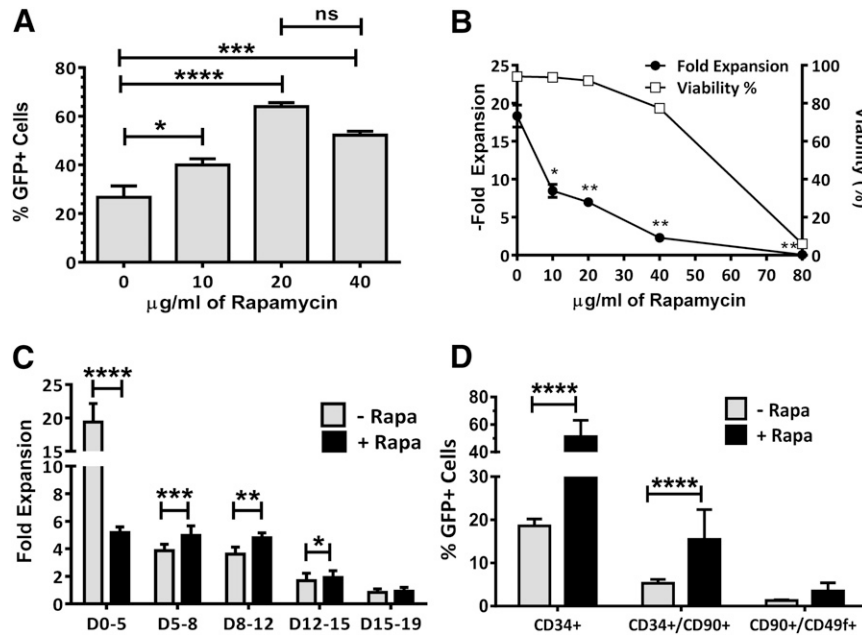 A
ns
***
****
*
% GFP+ Cells
80
60
40
20
0
0 10 20 40
μg/ml of Rapamycin
B
Fold Expansion
Viability %
-Fold Expansion
25
20
15
10
5
0
*
**
**
**
100
80
60
40
20
0
Viability (%)
0 10 20 30 40 50 60 70 80
μg/ml of Rapamycin
C
****
- Rapa
+ Rapa
***
**
*
Fold Expansion
25
20
15
10
6
4
2
0
D0-5 D5-8 D8-12 D12-15 D15-19
D
****
- Rapa
+ Rapa
****
% GFP+ Cells
80
60
40
30
20
10
0
CD34+ CD34+/CD90+ CD90+/CD49f+